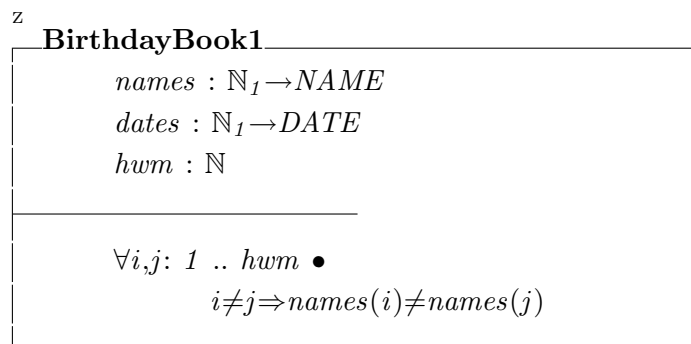 z
BirthdayBook1
names : ℕ₁→NAME
dates : ℕ₁→DATE
hwm : ℕ
∀i,j: 1 .. hwm •
i≠j⇒names(i)≠names(j)